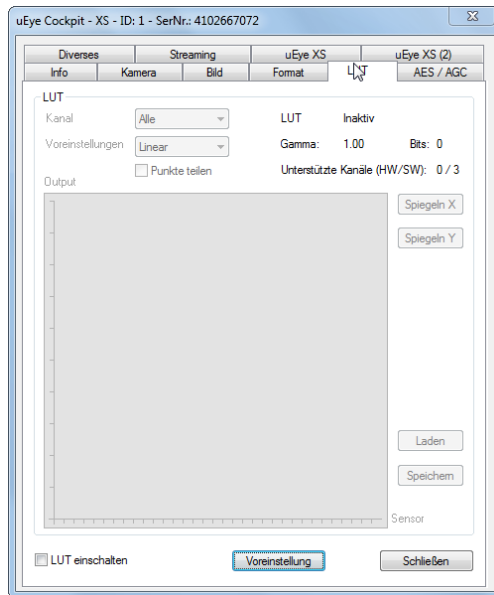 uEye Cockpit - XS - ID: 1 - SerNr.: 4102667072
Diverses Streaming uEye XS uEye XS (2)
Info Kamera Bild Format LUT AES / AGC
LUT
Kanal Alle LUT Inaktiv
Voreinstellungen Linear Gamma: 1.00 Bits: 0
Punkte teilen Unterstützte Kanäle (HW/SW): 0 / 3
Output
Spiegeln X
Spiegeln Y
Laden
Speichern
Sensor
LUT einschalten Voreinstellung Schließen